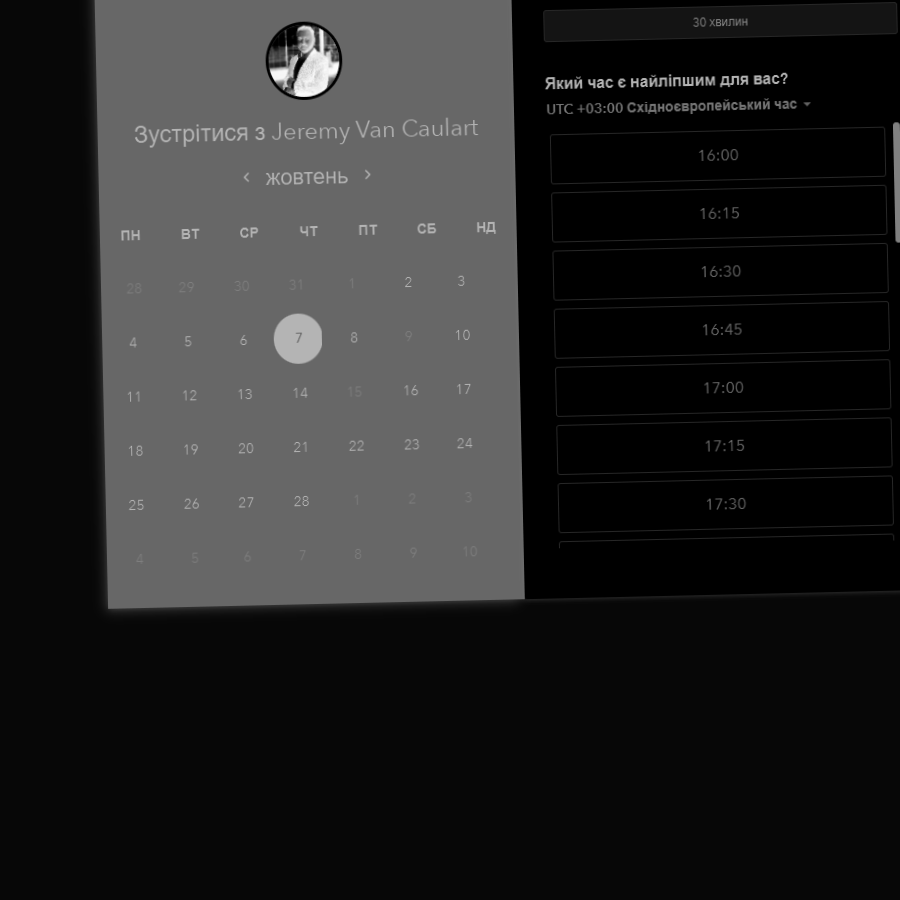 Зустрітися з Jeremy Van Caulart
‹ жовтень ›
ПН ВТ СР ЧТ ПТ СБ НД
28 29 30 31 1 2 3
4 5 6 7 8 9 10
11 12 13 14 15 16 17
18 19 20 21 22 23 24
25 26 27 28 1 2 3
4 5 6 7 8 9 10
30 хвилин
Який час є найліпшим для вас?
UTC +03:00 Східноєвропейський час
16:00
16:15
16:30
16:45
17:00
17:15
17:30